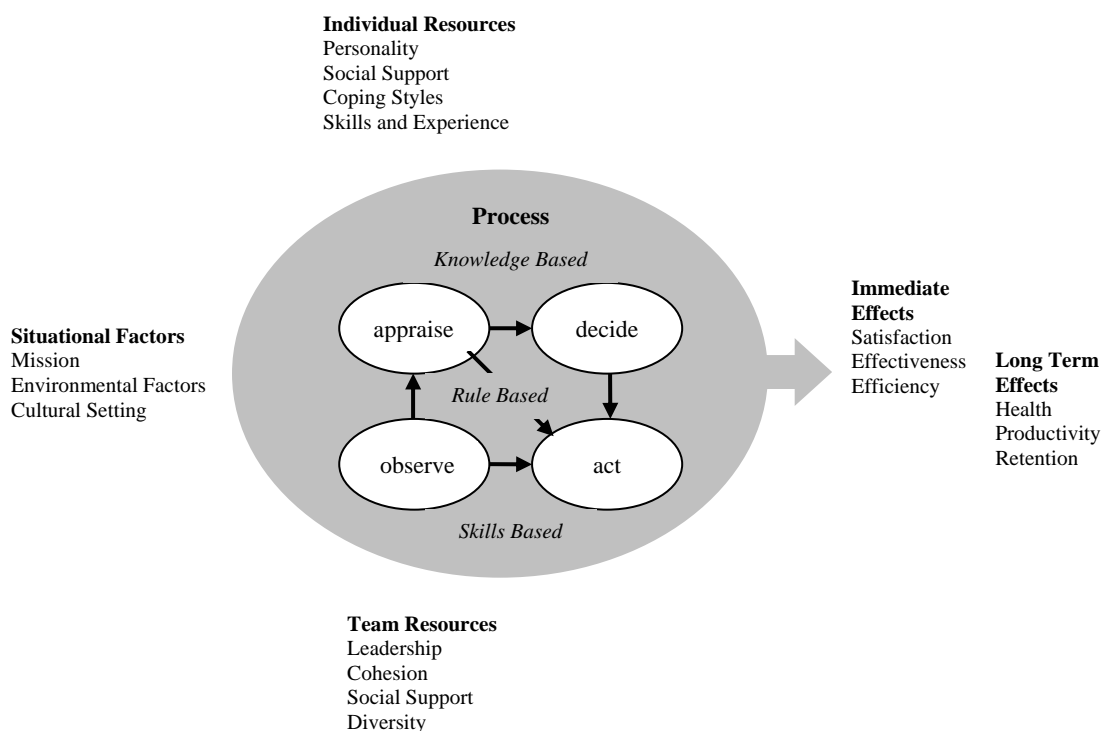 Individual Resources
Personality
Social Support
Coping Styles
Skills and Experience
Process
Knowledge Based
appraise
decide
Rule Based
observe
act
Skills Based
Situational Factors
Mission
Environmental Factors
Cultural Setting
Immediate
Effects
Satisfaction
Effectiveness
Efficiency
Long Term
Effects
Health
Productivity
Retention
Team Resources
Leadership
Cohesion
Social Support
Diversity